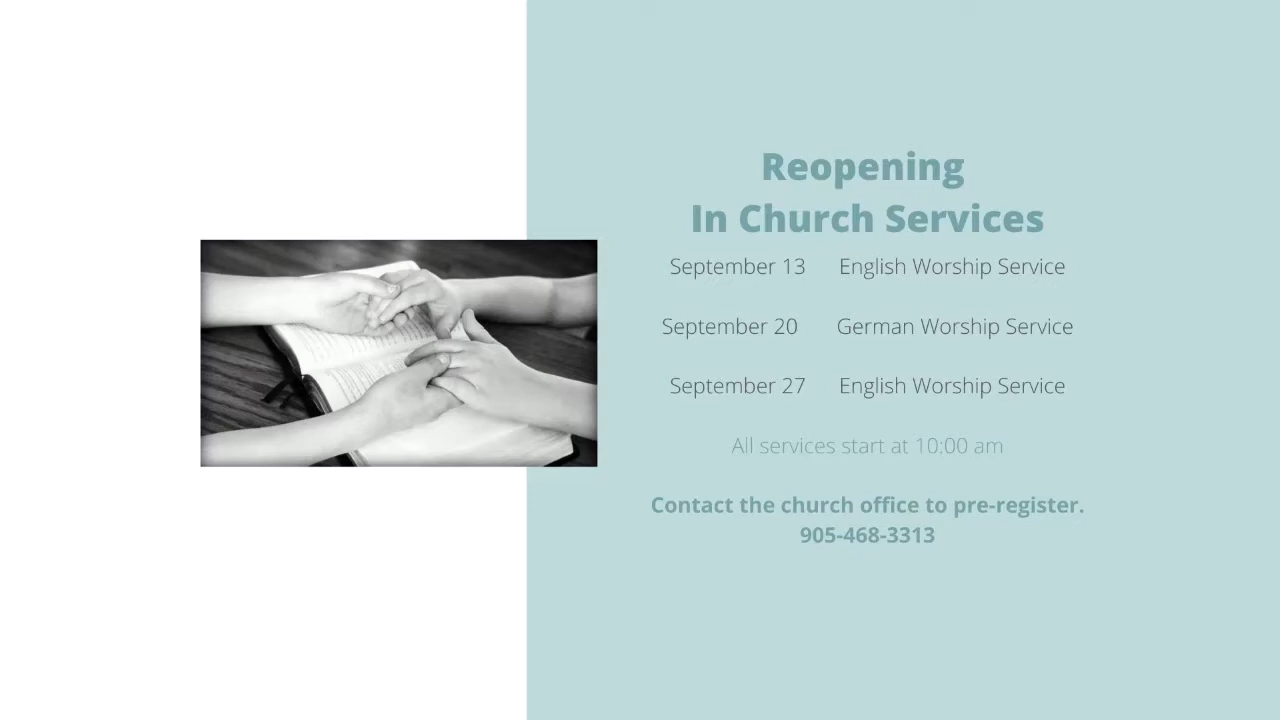 Reopening
In Church Services
September 13 English Worship Service
September 20 German Worship Service
September 27 English Worship Service
All services start at 10:00 am
Contact the church office to pre-register.
905-468-3313